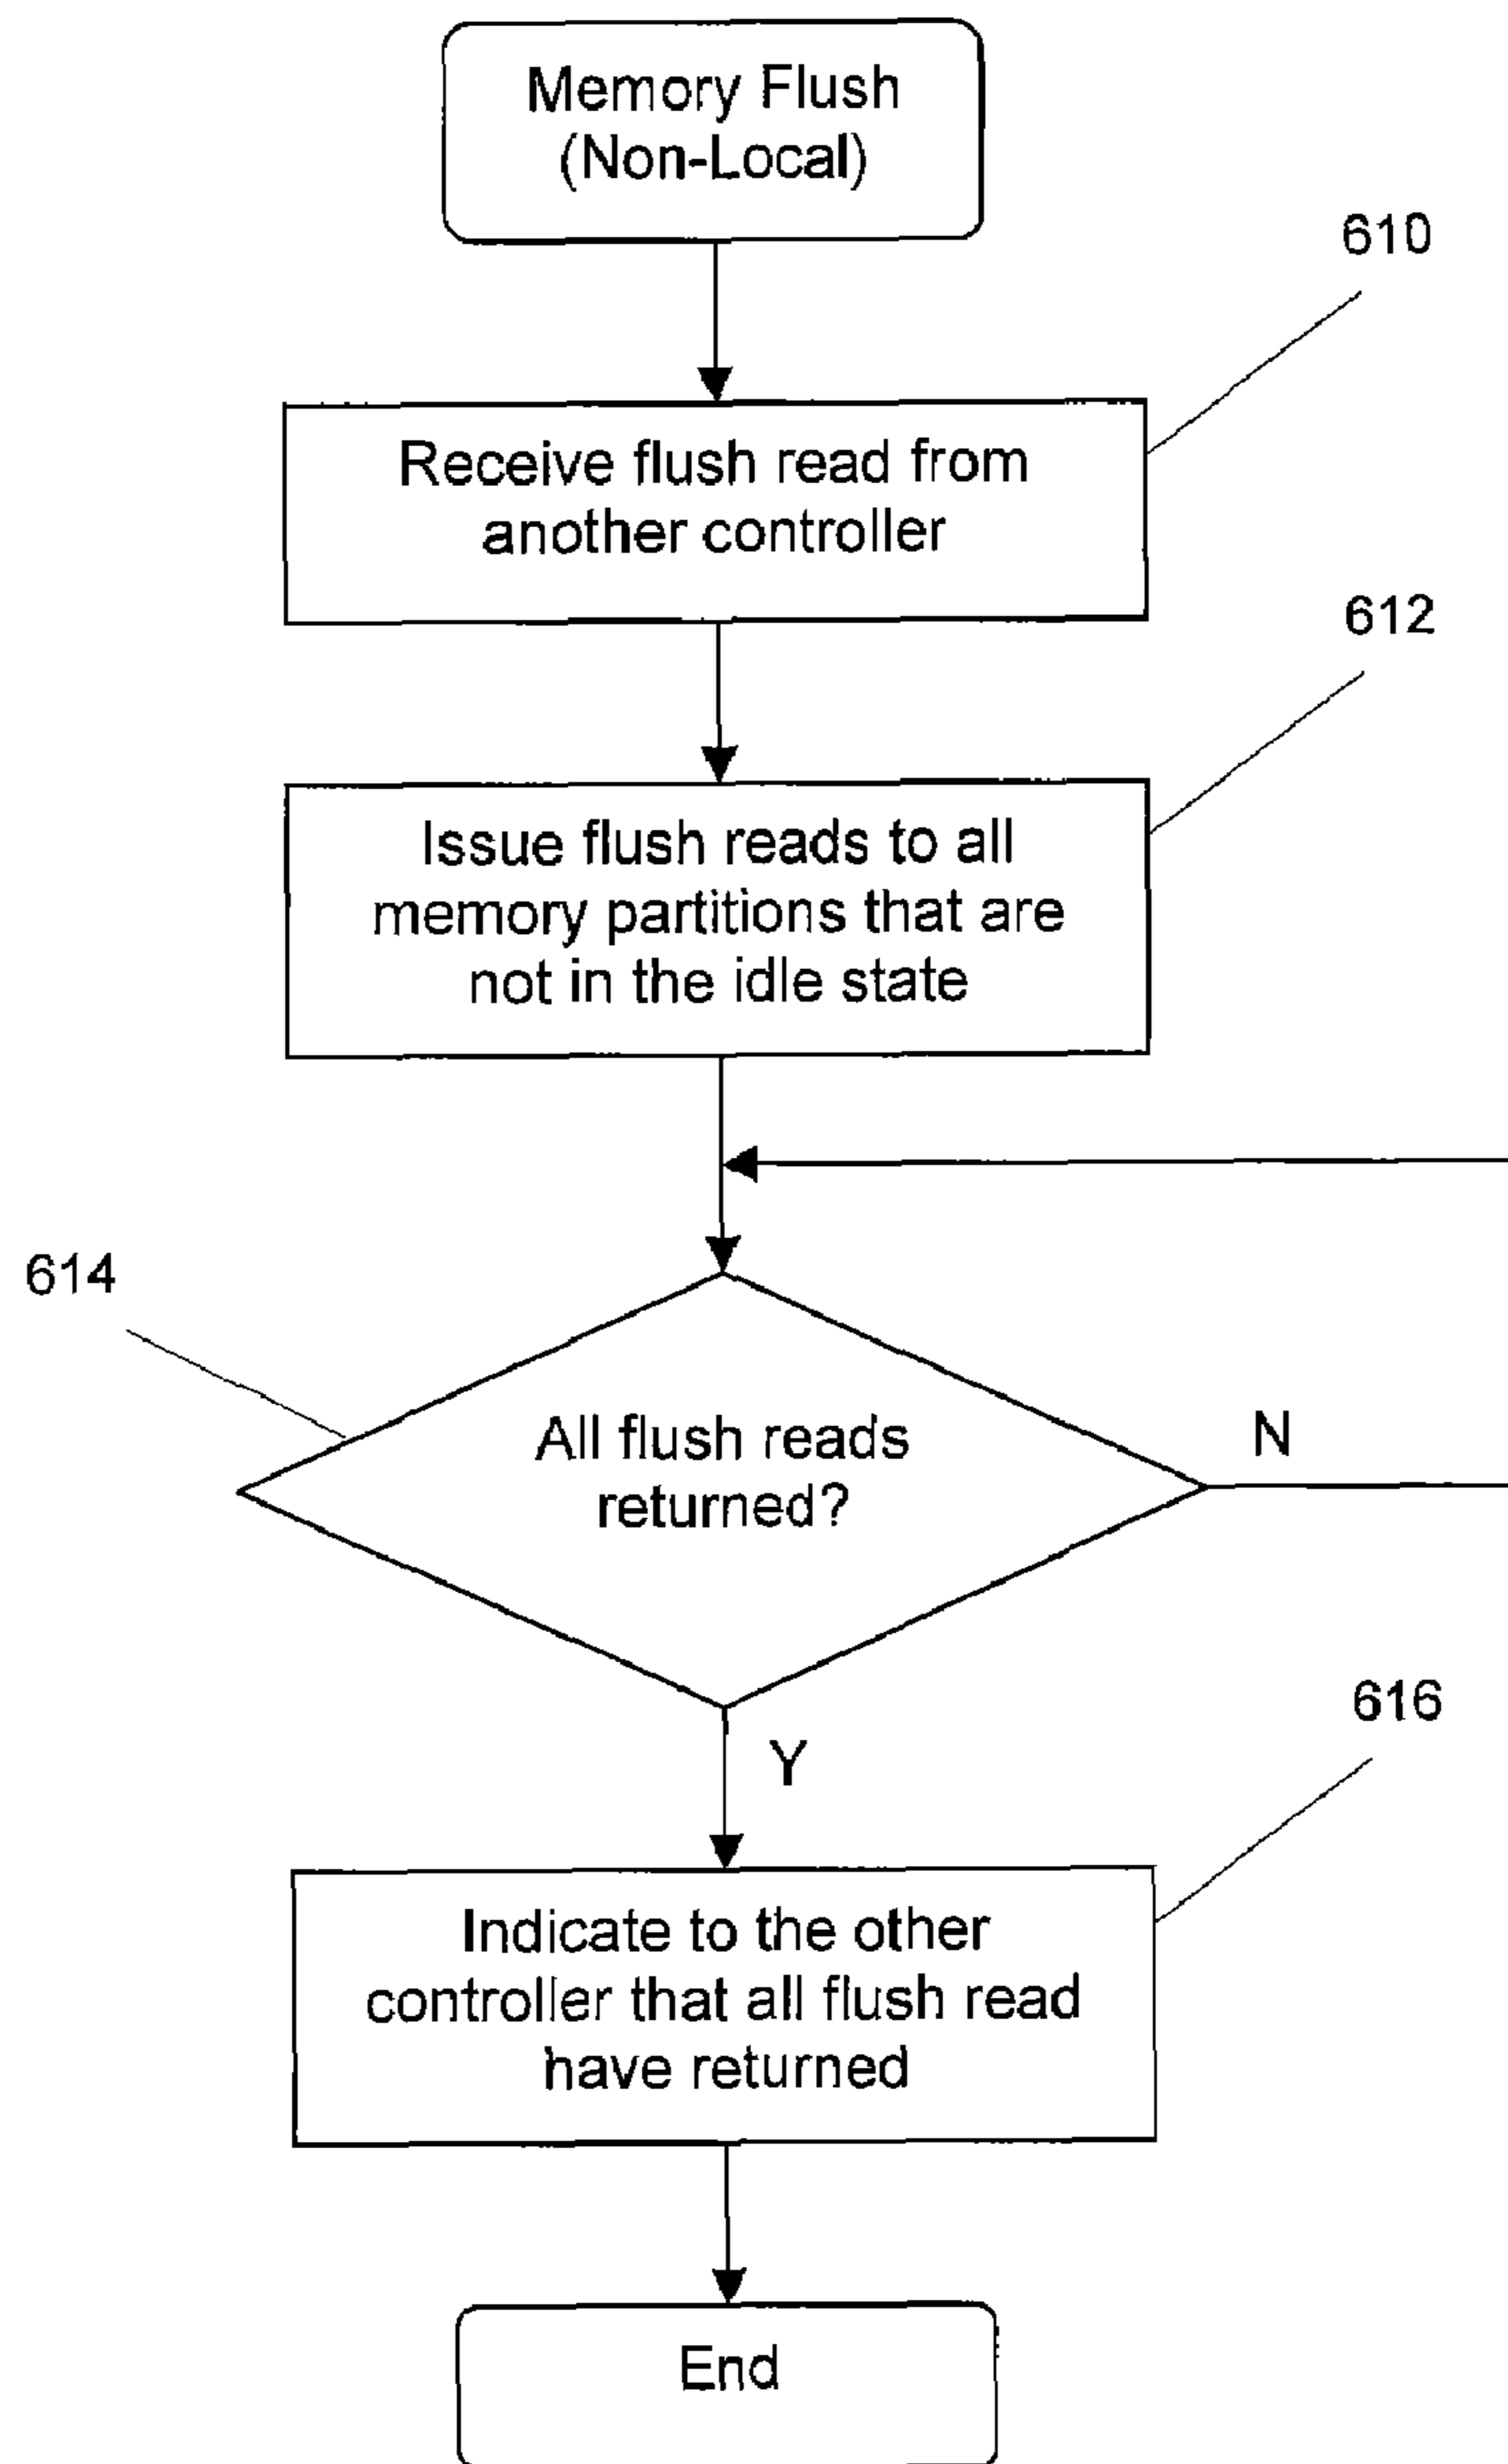 Memory Flush
(Non-Local)
610
Receive flush read from
another controller
612
Issue flush reads to all
memory partitions that are
not in the idle state
614
All flush reads
returned?
N
Y
616
Indicate to the other
controller that all flush read
have returned
End